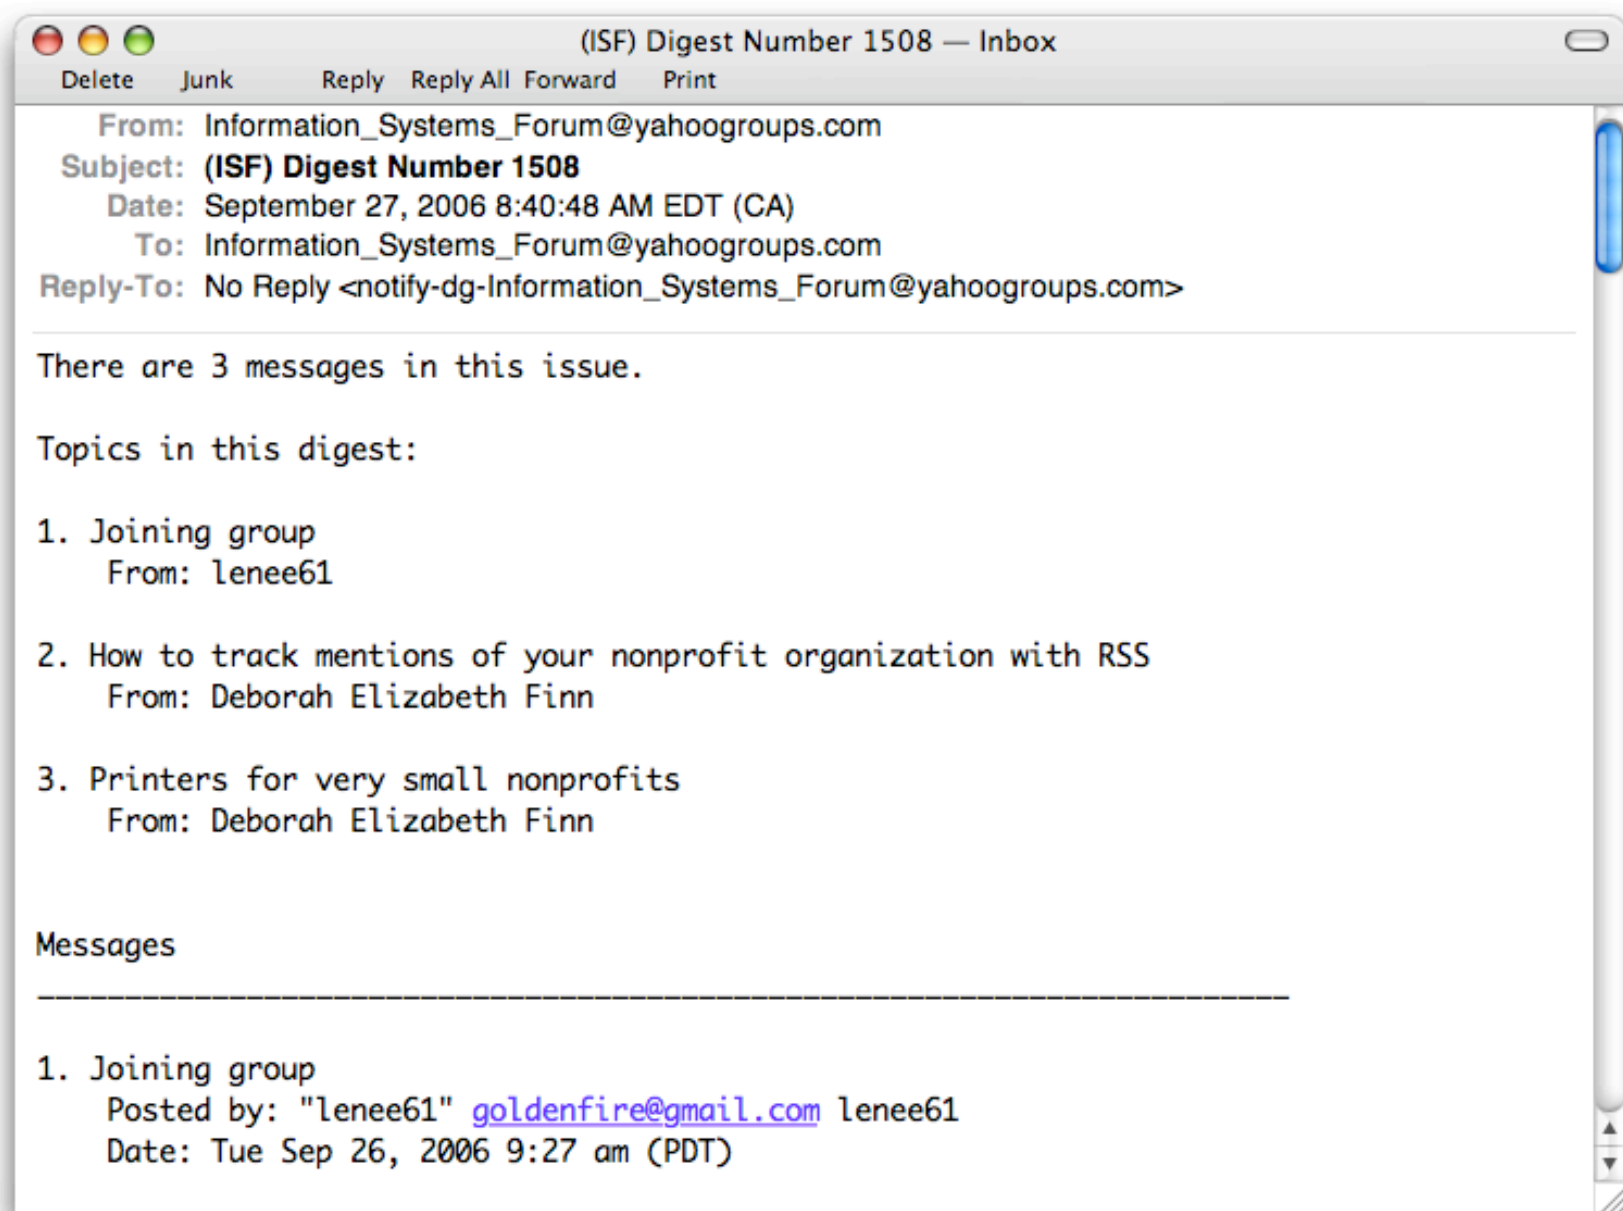 (ISF) Digest Number 1508 — Inbox
Delete Junk Reply Reply All Forward Print
From: Information_Systems_Forum@yahoogroups.com
Subject: (ISF) Digest Number 1508
Date: September 27, 2006 8:40:48 AM EDT (CA)
To: Information_Systems_Forum@yahoogroups.com
Reply-To: No Reply <notify-dg-Information_Systems_Forum@yahoogroups.com>
There are 3 messages in this issue.
Topics in this digest:
1. Joining group
From: lenee61
2. How to track mentions of your nonprofit organization with RSS
From: Deborah Elizabeth Finn
3. Printers for very small nonprofits
From: Deborah Elizabeth Finn
Messages
________________________________________________________________________
1. Joining group
Posted by: "lenee61" goldenfire@gmail.com lenee61
Date: Tue Sep 26, 2006 9:27 am (PDT)